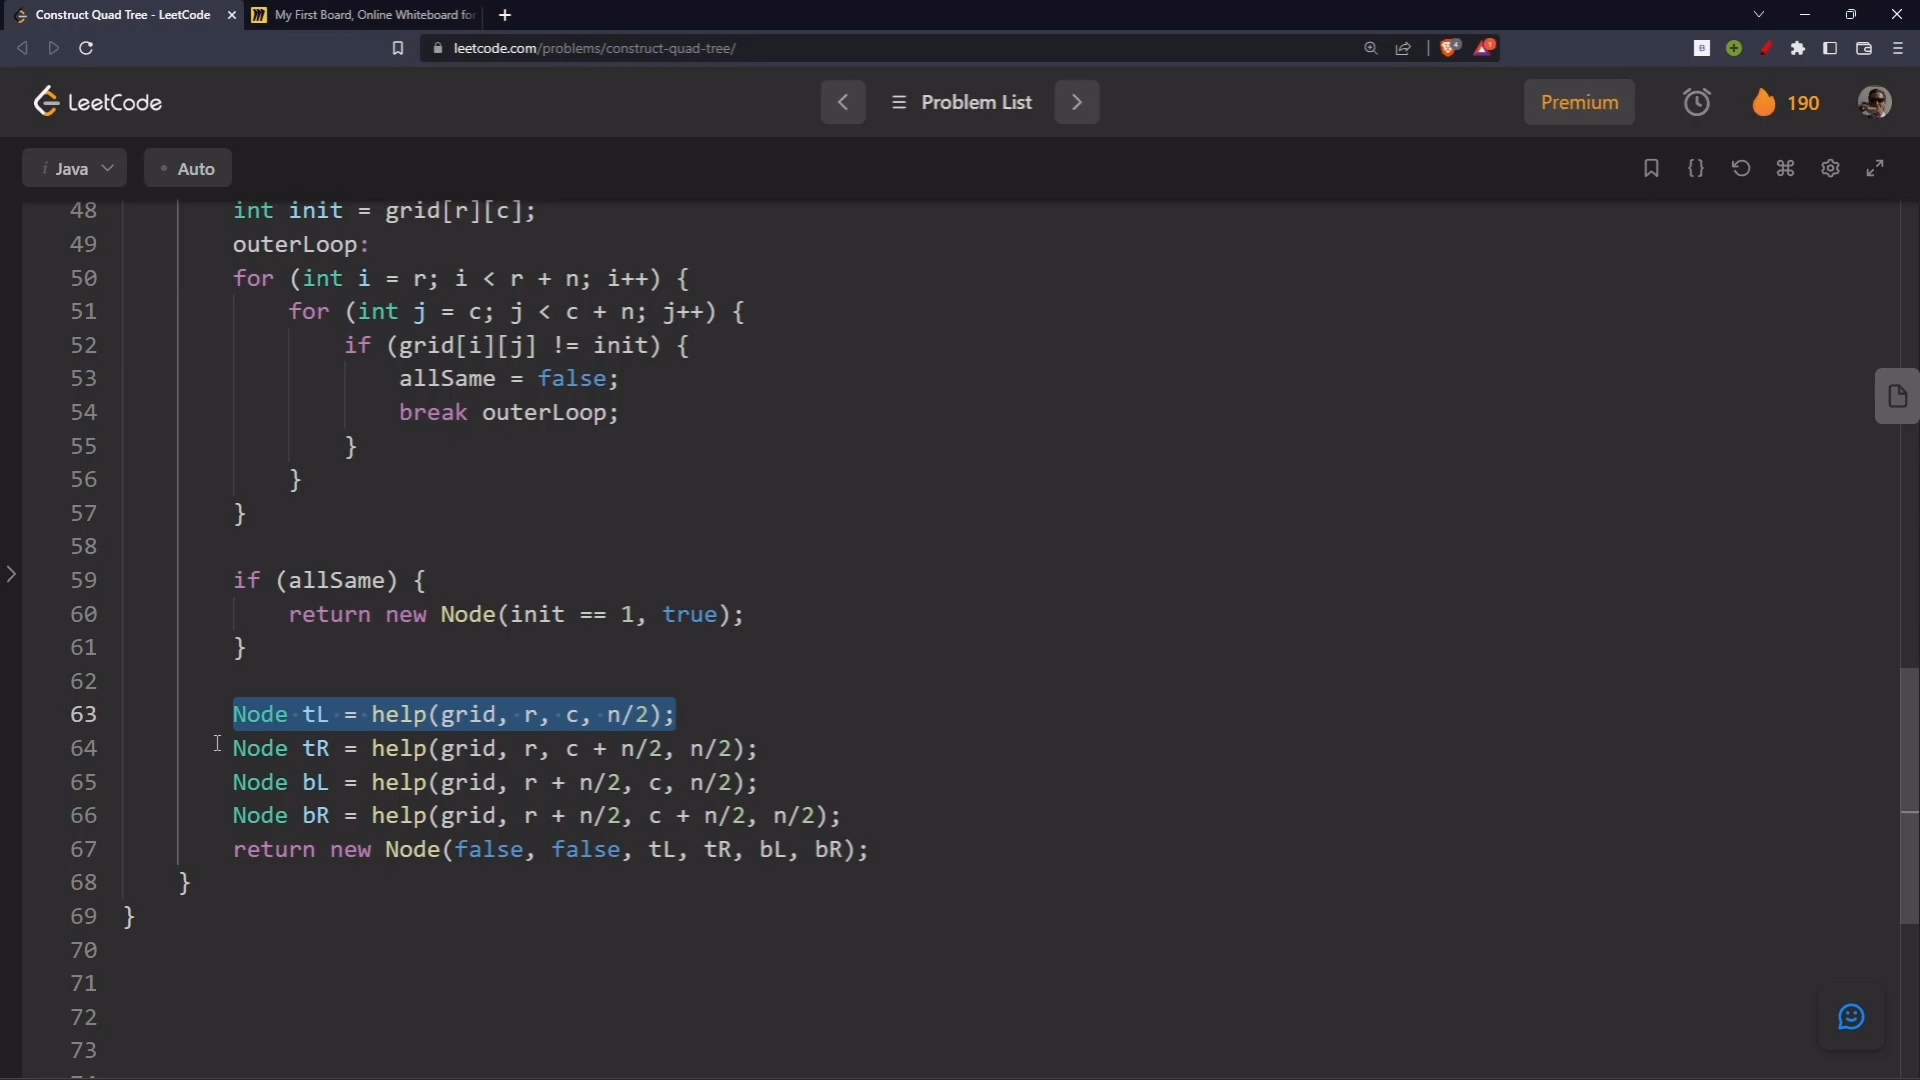 Construct Quad Tree - LeetCode
My First Board, Online Whiteboard for
leetcode.com/problems/construct-quad-tree/
LeetCode
Problem List
Premium
190
Java
Auto
48 int init = grid[r][c];
49 outerLoop:
50 for (int i = r; i < r + n; i++) {
51 for (int j = c; j < c + n; j++) {
52 if (grid[i][j] != init) {
53 allSame = false;
54 break outerLoop;
55 }
56 }
57 }
58
59 if (allSame) {
60 return new Node(init == 1, true);
61 }
62
63 Node tL = help(grid, r, c, n/2);
64 Node tR = help(grid, r, c + n/2, n/2);
65 Node bL = help(grid, r + n/2, c, n/2);
66 Node bR = help(grid, r + n/2, c + n/2, n/2);
67 return new Node(false, false, tL, tR, bL, bR);
68 }
69 }
70
71
72
73